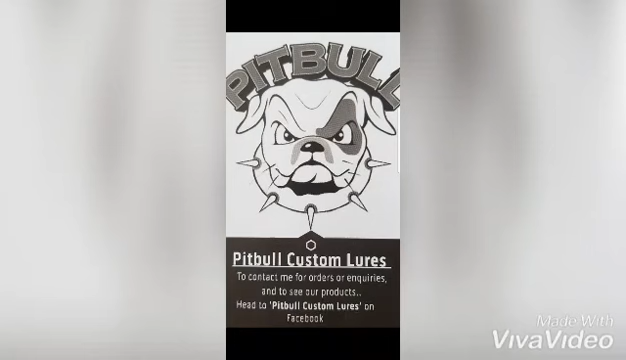 PITBULL
Pitbull Custom Lures
To contact me for orders or enquiries,
and to see our products..
Head to 'Pitbull Custom Lures' on
Facebook
Made With
VivaVideo